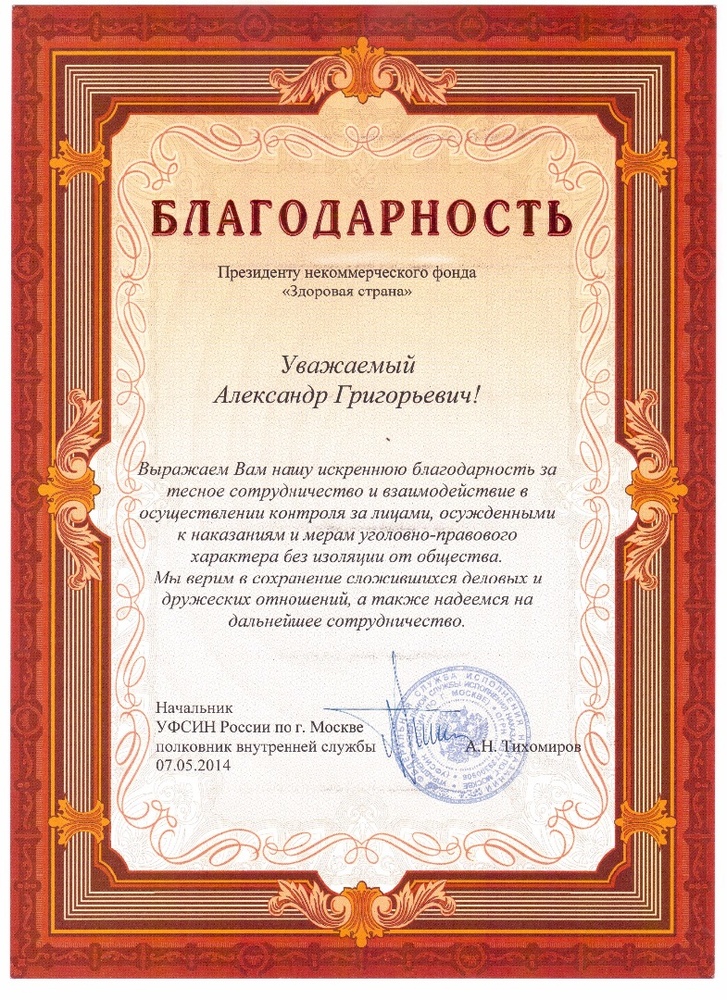 БЛАГОДАРНОСТЬ
Президенту некоммерческого фонда
«Здоровая страна»
Уважаемый
Александр Григорьевич!
Выражаем Вам нашу искреннюю благодарность за
тесное сотрудничество и взаимодействие в
осуществлении контроля за лицами, осужденными
к наказаниям и мерам уголовно-правового
характера без изоляции от общества.
Мы верим в сохранение сложившихся деловых и
дружеских отношений, а также надеемся на
дальнейшее сотрудничество.
Начальник
УФСИН России по г. Москве
полковник внутренней службы А.Н. Тихомиров
07.05.2014